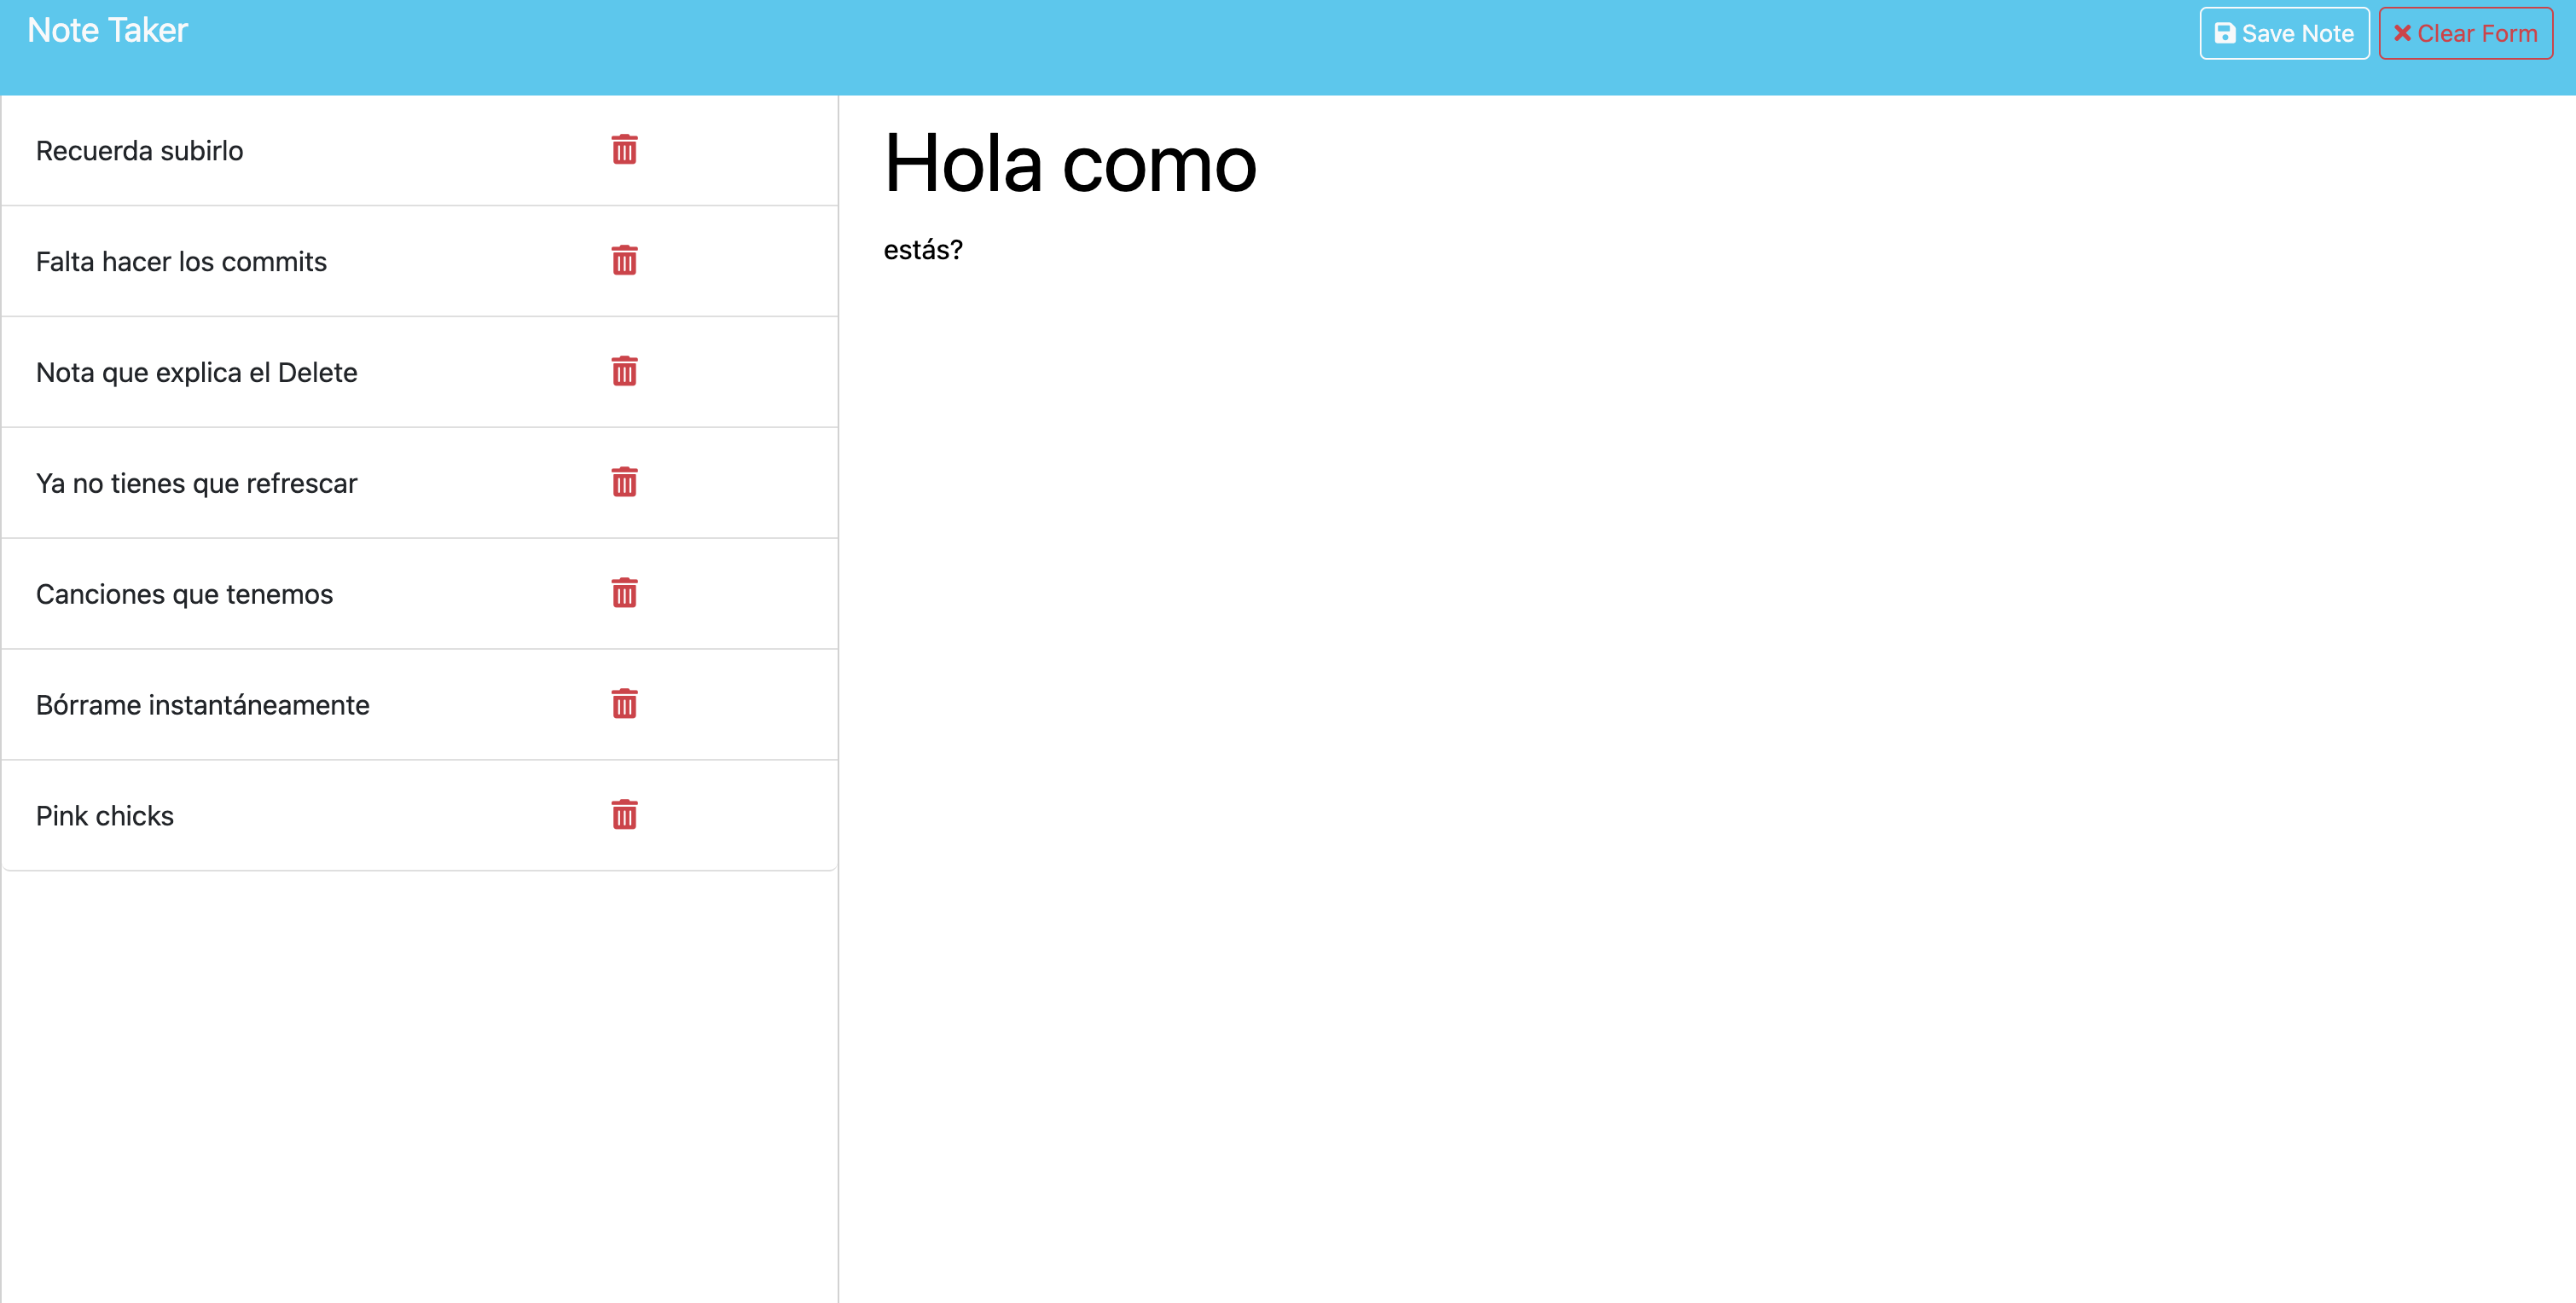 Note Taker
Save Note
Clear Form
Recuerda subirlo
Falta hacer los commits
Nota que explica el Delete
Ya no tienes que refrescar
Canciones que tenemos
Bórrame instantáneamente
Pink chicks
Hola como
estás?